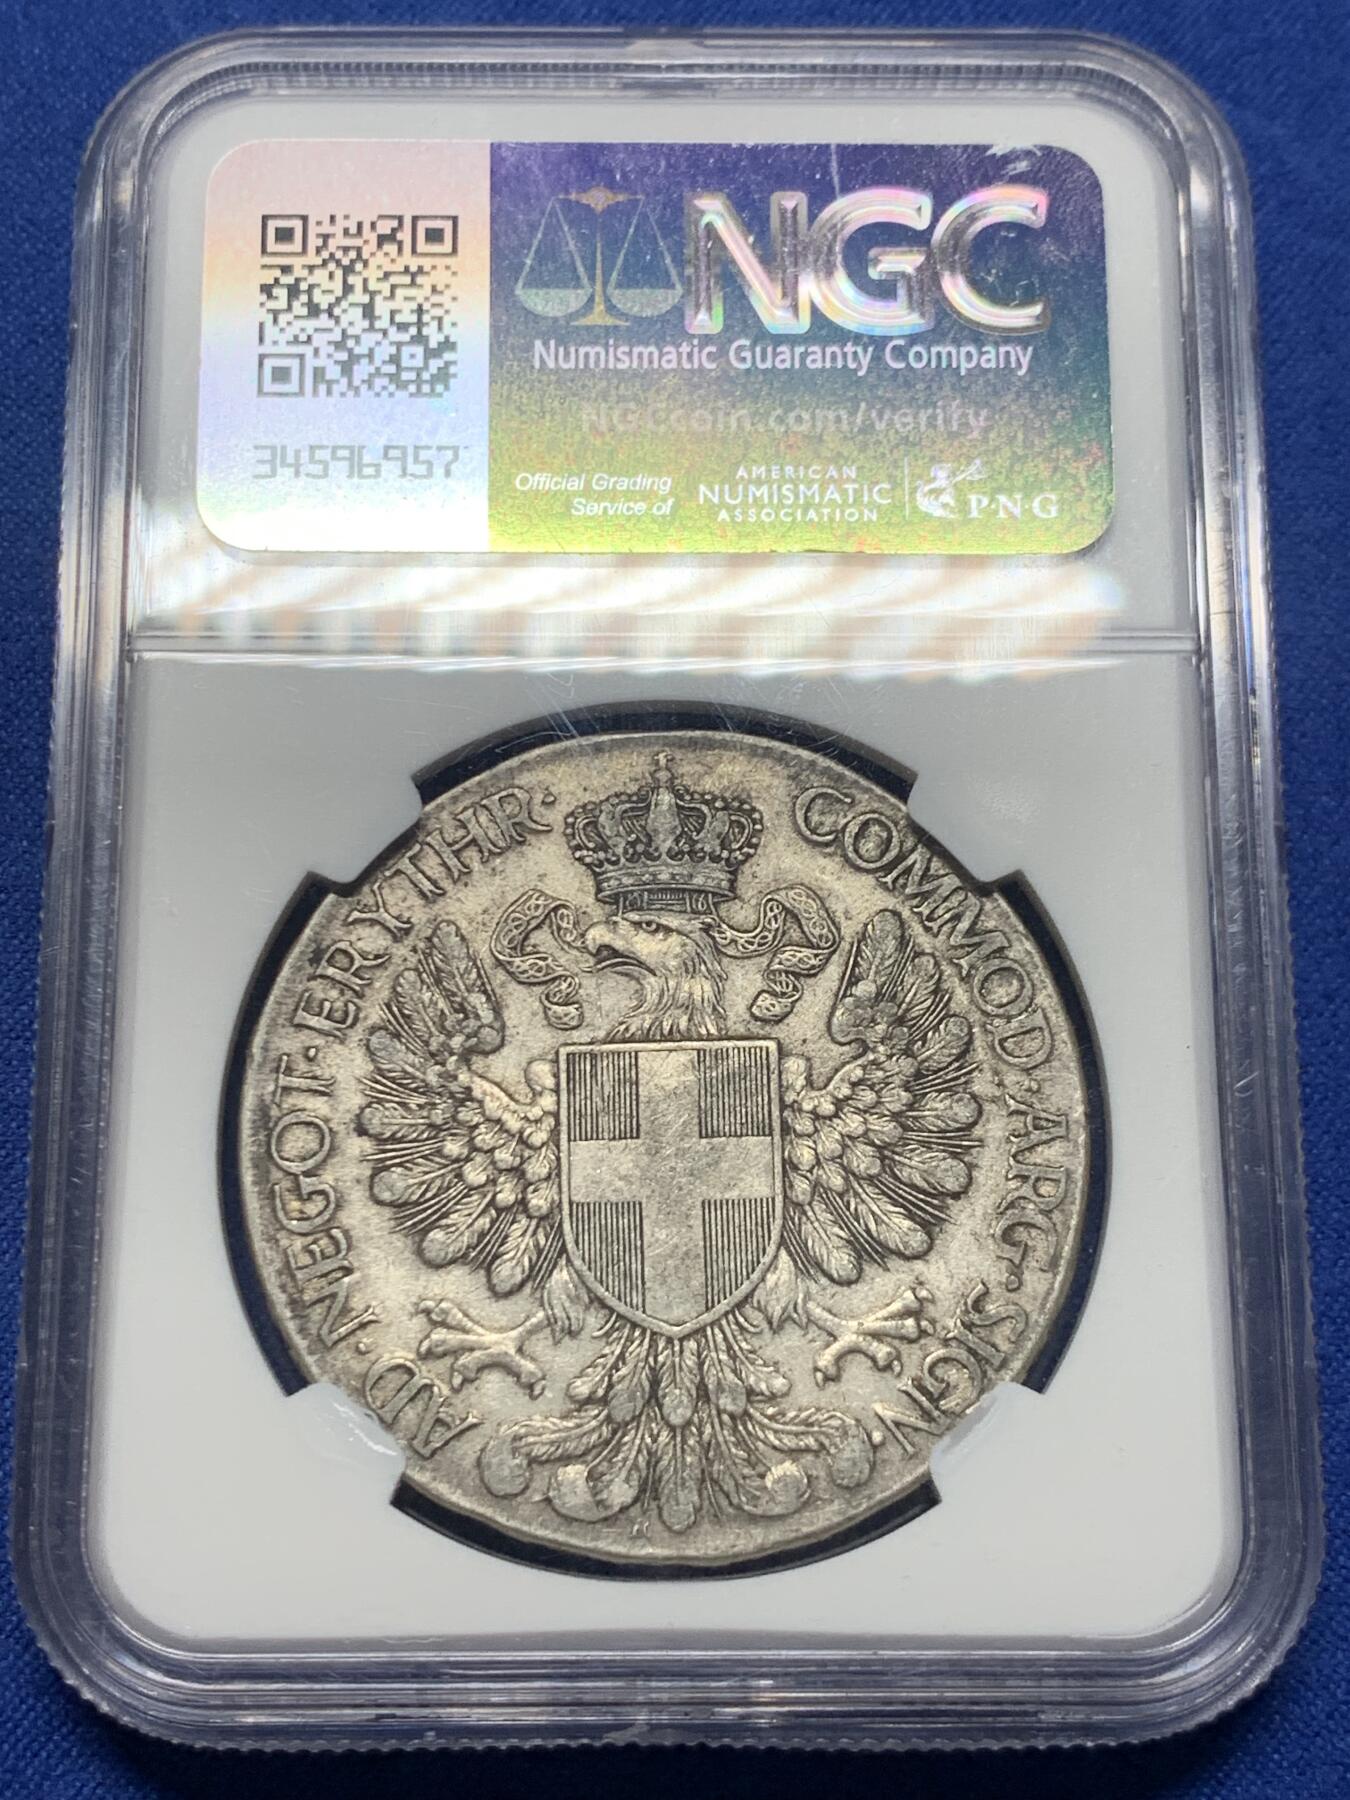 NGC
Numismatic Guaranty Company
NGCcoin.com/verify
34596957
Official Grading
Service of
AMERICAN
NUMISMATIC
ASSOCIATION
P·N·G
AD·NEGOT·ERYTHR· COMMOD·ARG·SIGN·